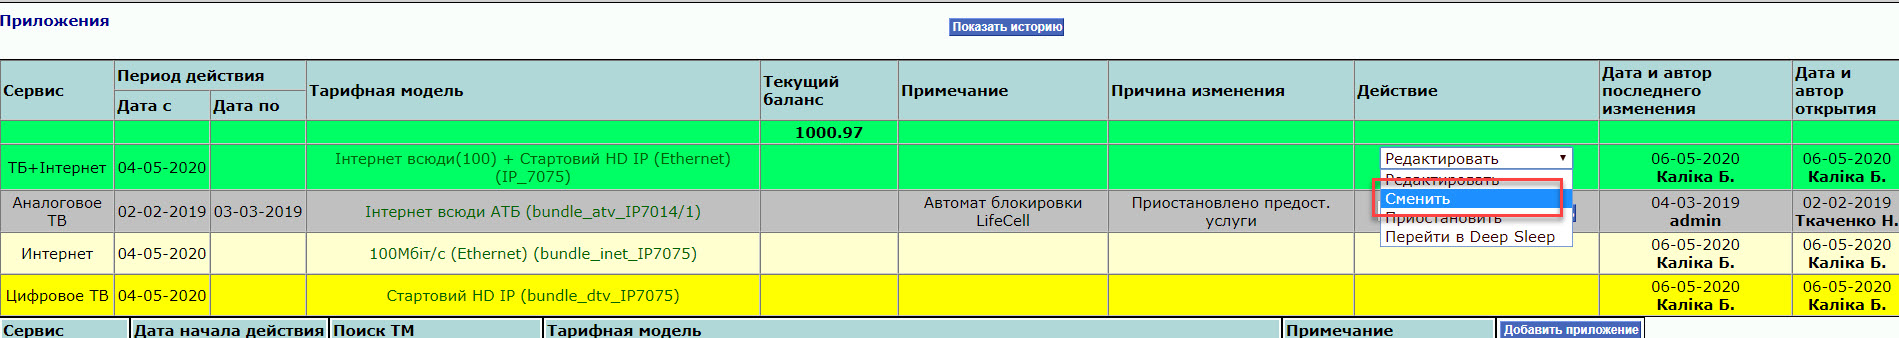 Приложения
Показать историю
Сервис
Период действия
Дата с
Дата по
Тарифная модель
Текущий
баланс
Примечание
Причина изменения
Действие
Дата и автор
последнего
изменения
Дата и
автор
открытия
1000.97
ТБ+Інтернет
04-05-2020
Інтернет всюди(100) + Стартовий HD IP (Ethernet)
(IP_7075)
Редактировать
06-05-2020
Каліка Б.
06-05-2020
Каліка Б.
Редактировать
Сменить
Приостановить
Перейти в Deep Sleep
Аналоговое
ТВ
02-02-2019
03-03-2019
Інтернет всюди АТБ (bundle_atv_IP7014/1)
Автомат блокировки
LifeCell
Приостановлено предост.
услуги
04-03-2019
admin
02-02-2019
Ткаченко Н.
Интернет
04-05-2020
100Мбіт/с (Ethernet) (bundle_inet_IP7075)
06-05-2020
Каліка Б.
06-05-2020
Каліка Б.
Цифровое ТВ
04-05-2020
Стартовий HD IP (bundle_dtv_IP7075)
06-05-2020
Каліка Б.
06-05-2020
Каліка Б.
Сервис
Дата начала действия
Поиск ТМ
Тарифная модель
Примечание
Добавить приложение